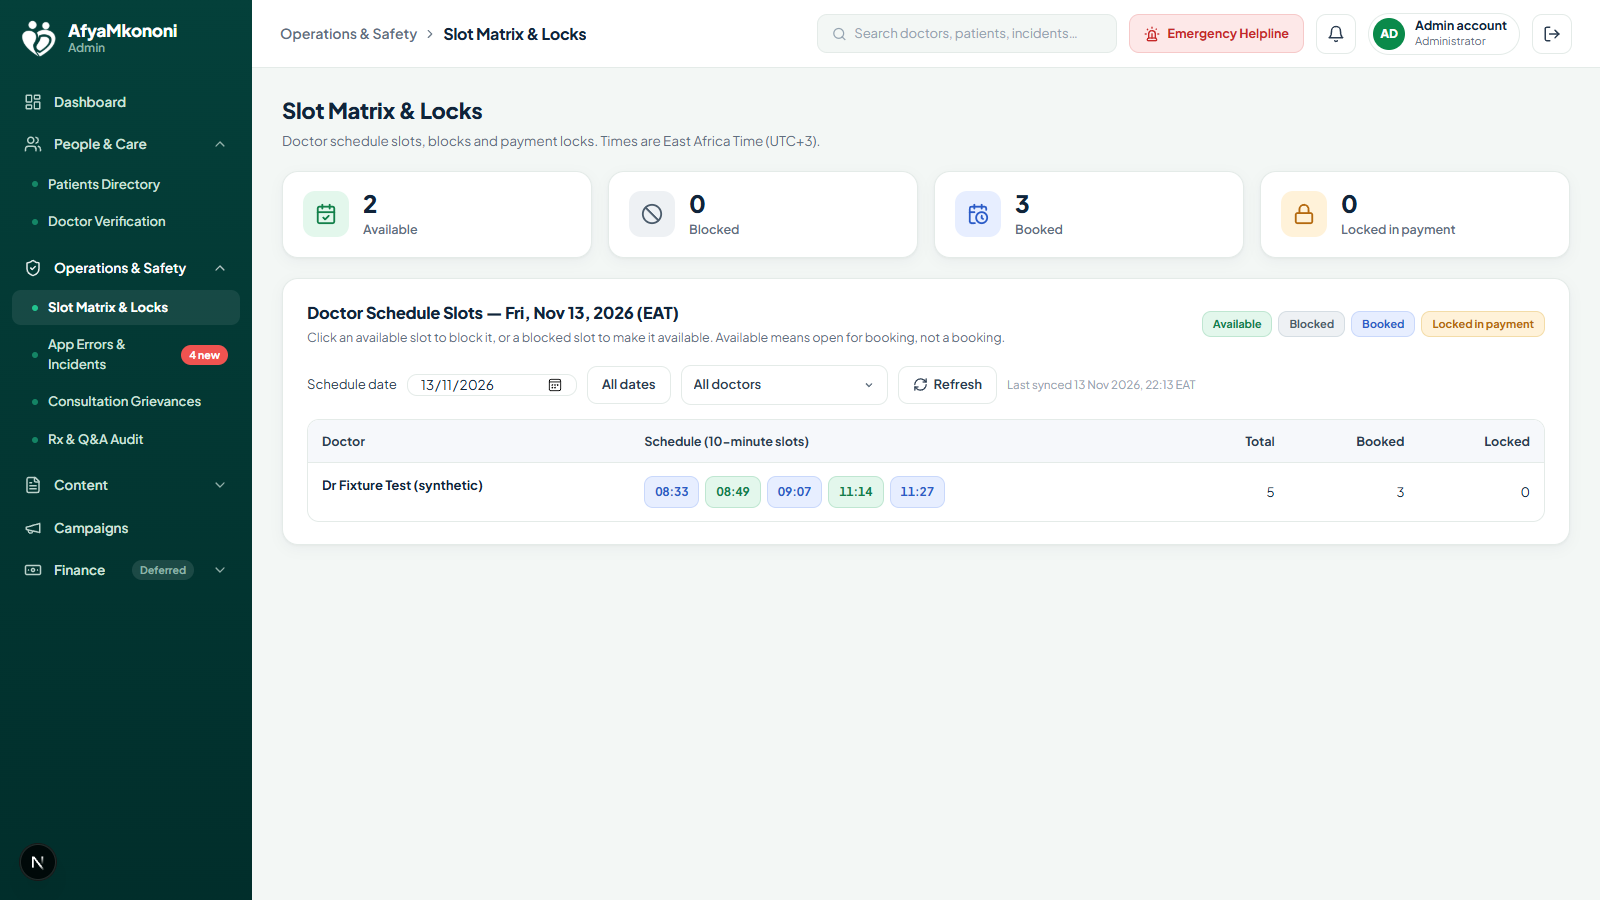 AfyaMkononi
Admin
Dashboard
People & Care
Patients Directory
Doctor Verification
Operations & Safety
Slot Matrix & Locks
App Errors &
Incidents
4 new
Consultation Grievances
Rx & Q&A Audit
Content
Campaigns
Finance
Deferred
N
Operations & Safety > Slot Matrix & Locks
Search doctors, patients, incidents...
Emergency Helpline
AD
Admin account
Administrator
Slot Matrix & Locks
Doctor schedule slots, blocks and payment locks. Times are East Africa Time (UTC+3).
2
Available
0
Blocked
3
Booked
0
Locked in payment
Doctor Schedule Slots — Fri, Nov 13, 2026 (EAT)
Click an available slot to block it, or a blocked slot to make it available. Available means open for booking, not a booking.
Available Blocked Booked Locked in payment
Schedule date 13/11/2026 All dates All doctors Refresh Last synced 13 Nov 2026, 22:13 EAT
Doctor Schedule (10-minute slots) Total Booked Locked
Dr Fixture Test (synthetic) 08:33 08:49 09:07 11:14 11:27 5 3 0